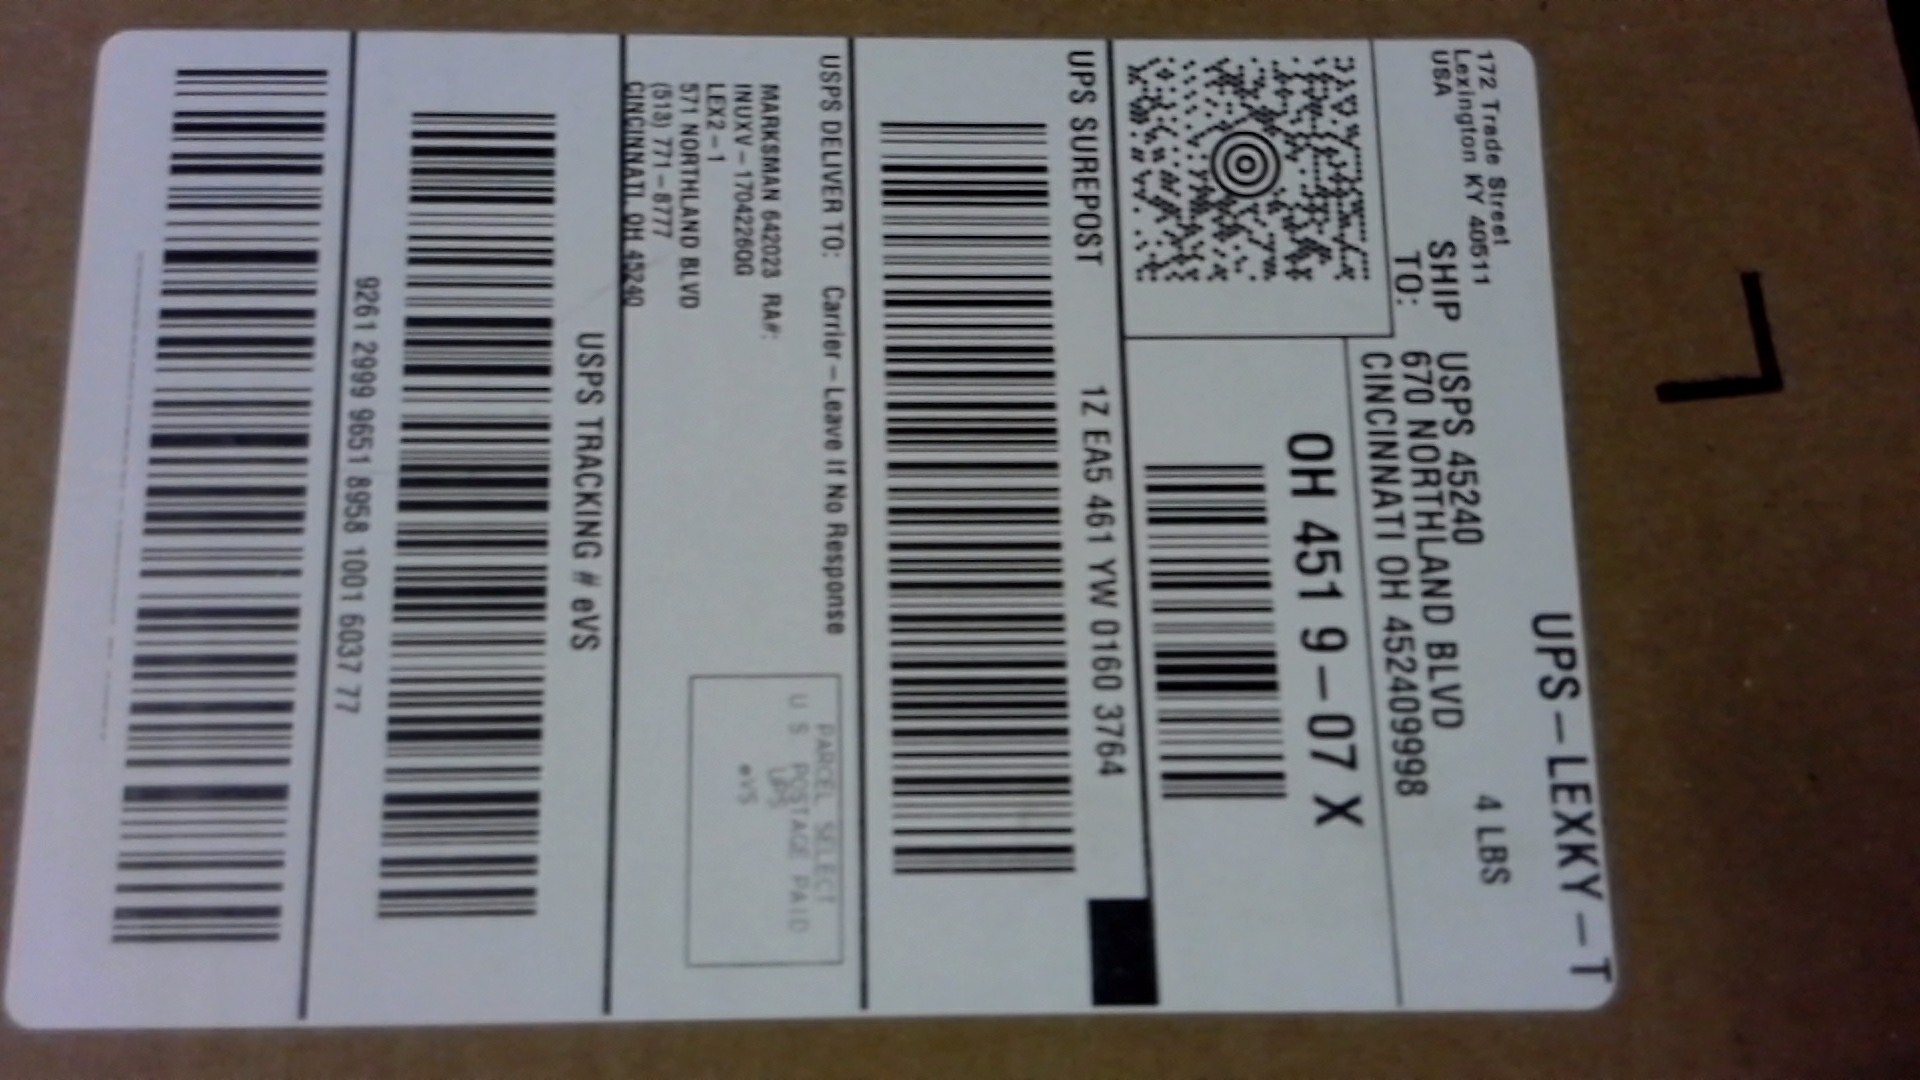 UPS-LEXKY-T
172 Trade Street
Lexington KY 40511
USA
4 LBS
SHIP
TO:
USPS 45240
670 NORTHLAND BLVD
CINCINNATI OH 452409998
OH 451 9-07 X
UPS SUREPOST
1Z EA5 461 YW 0160 3764
USPS DELIVER TO:
Carrier-Leave If No Response
MARKSMAN 642023 RA#:
INUXV-170422600G
LEX2-1
571 NORTHLAND BLVD
(513) 771-8777
CINCINNATI, OH 45240
PARCEL SELECT
U S POSTAGE PAID
UPS
eVS
USPS TRACKING # eVS
9261 2999 9651 8958 1001 6037 77
L